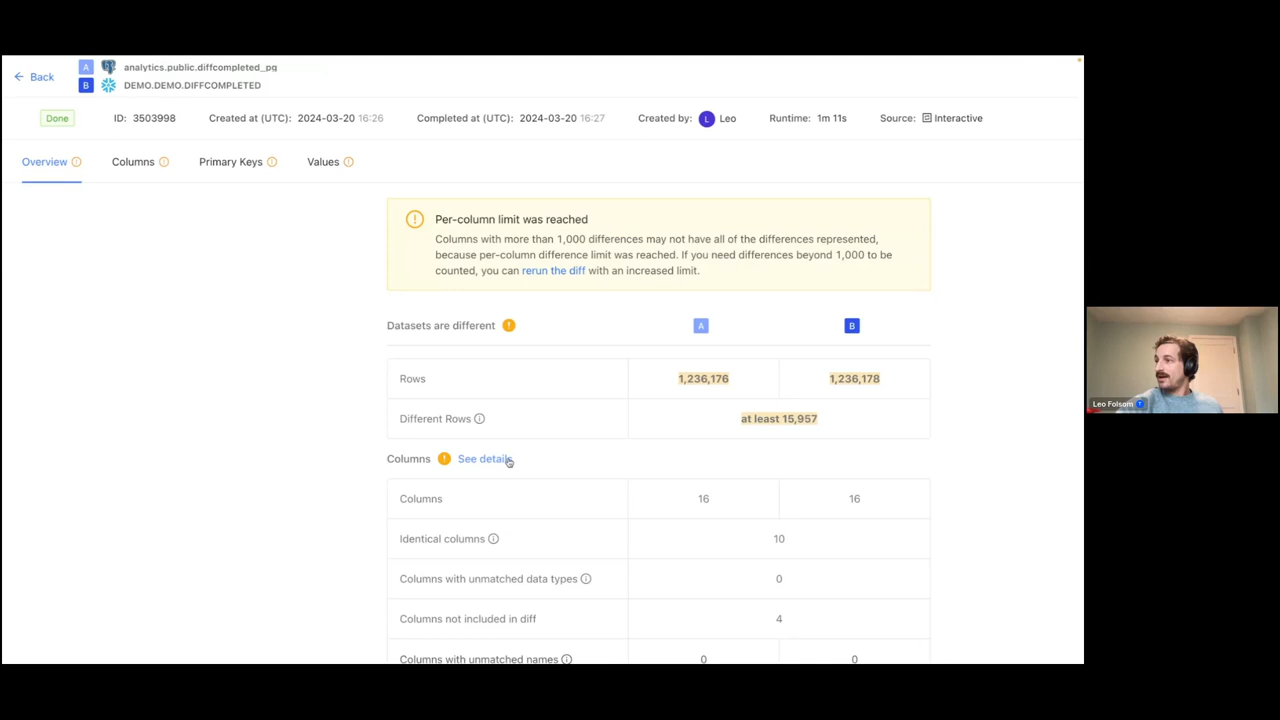 Back
A analytics.public.diffcompleted_pg
B DEMO.DEMO.DIFFCOMPLETED
Done ID: 3503998 Created at (UTC): 2024-03-20 16:26 Completed at (UTC): 2024-03-20 16:27 Created by: L Leo Runtime: 1m 11s Source: Interactive
Overview Columns Primary Keys Values
Per-column limit was reached
Columns with more than 1,000 differences may not have all of the differences represented,
because per-column difference limit was reached. If you need differences beyond 1,000 to be
counted, you can rerun the diff with an increased limit.
Datasets are different A B
Rows 1,236,176 1,236,178
Different Rows at least 15,957
Columns See details
Columns 16 16
Identical columns 10
Columns with unmatched data types 0
Columns not included in diff 4
Columns with unmatched names 0 0
Leo Folsom